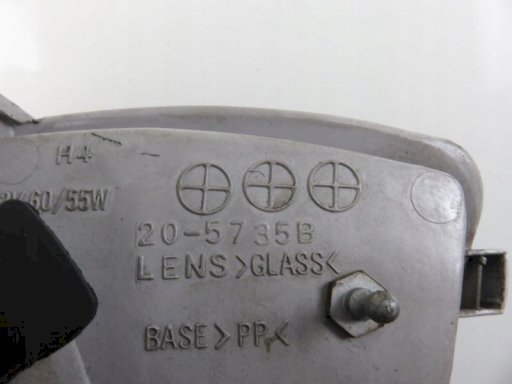 H4
60/55W
20-5735B
LENS>GLASS<
BASE>PP<